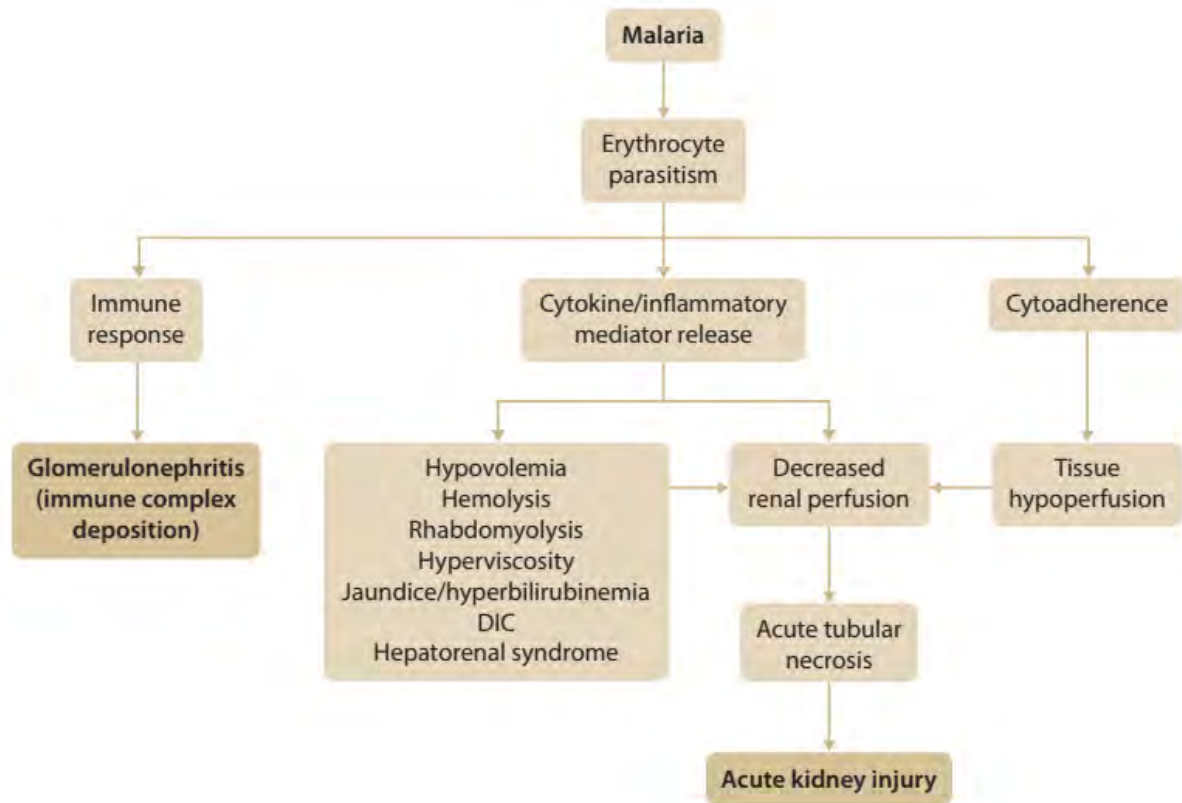 Malaria
Erythrocyte
parasitism
Immune
response
Cytokine/inflammatory
mediator release
Cytoadherence
Glomerulonephritis
(immune complex
deposition)
Hypovolemia
Hemolysis
Rhabdomyolysis
Hyperviscosity
Jaundice/hyperbilirubinemia
DIC
Hepatorenal syndrome
Decreased
renal perfusion
Tissue
hypoperfusion
Acute tubular
necrosis
Acute kidney injury